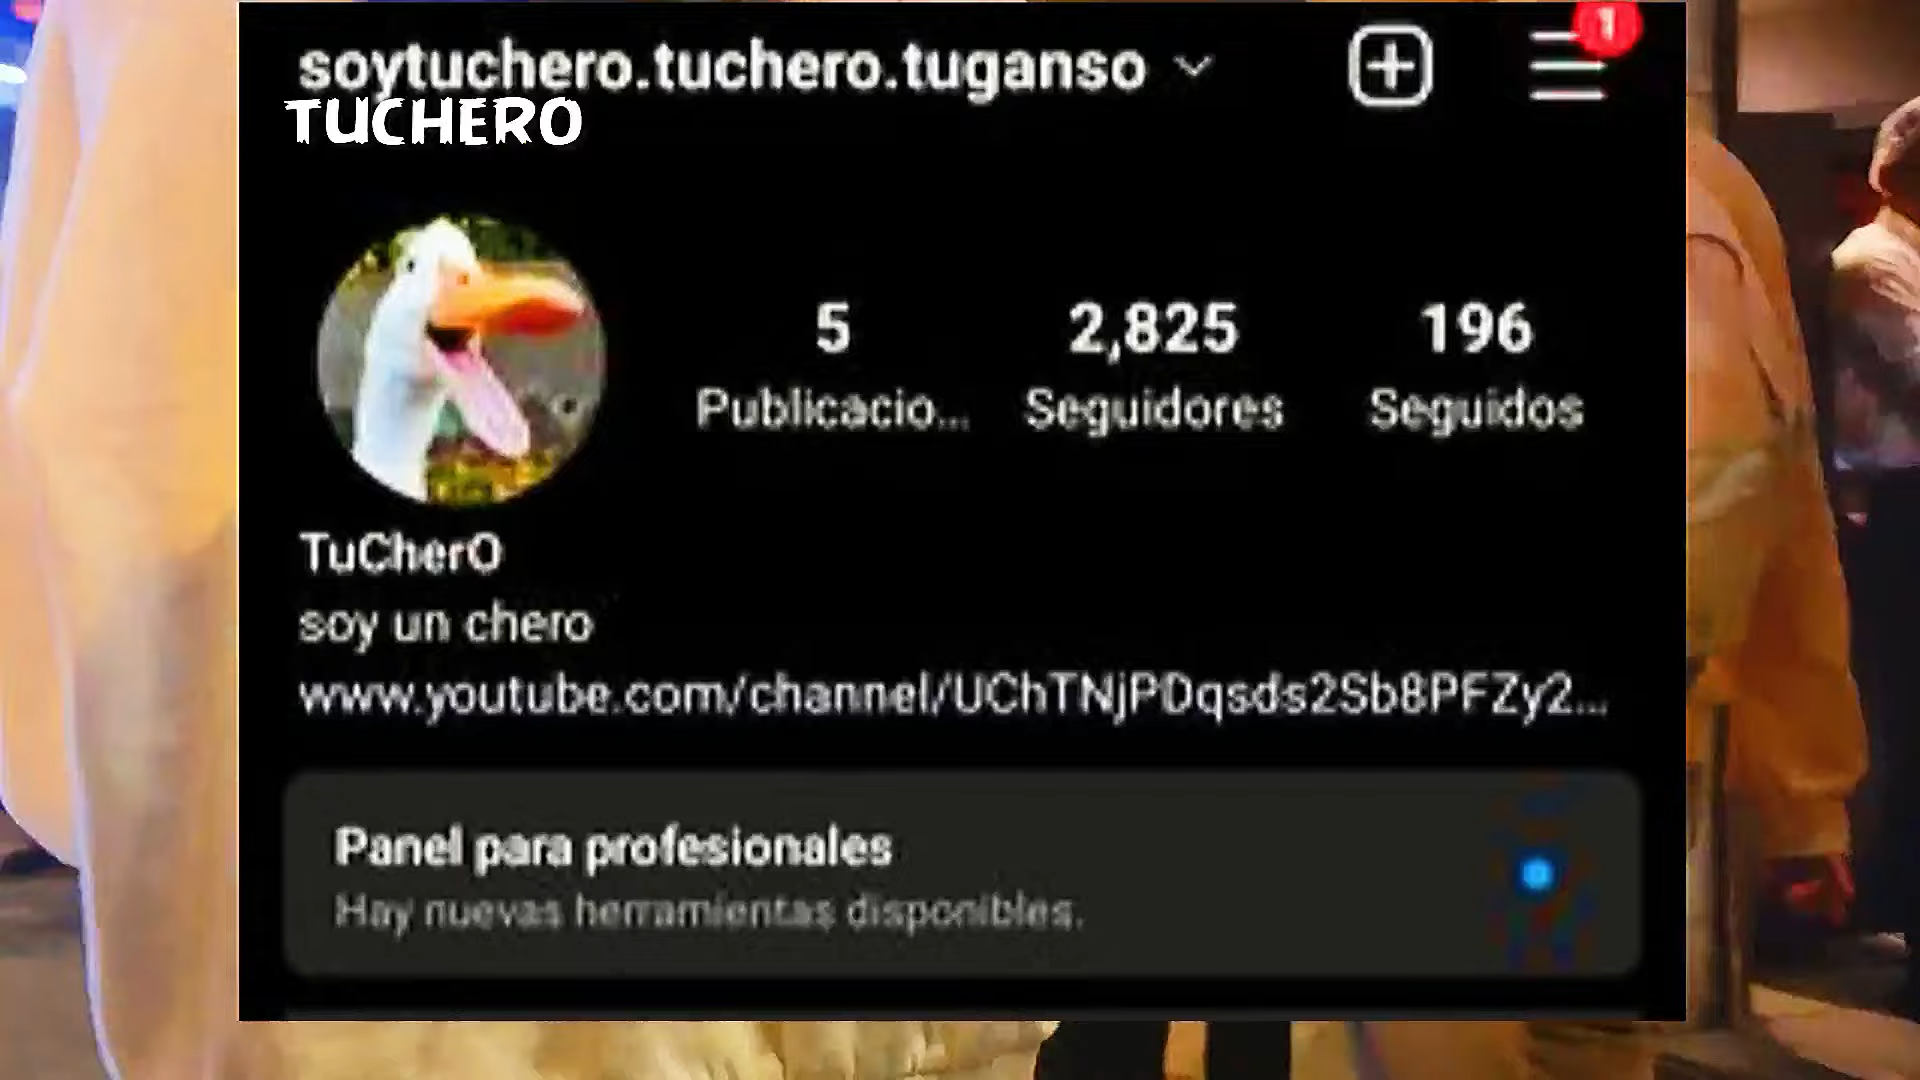 soytuchero.tuchero.tuganso
1
TUCHERO
5
2,825
196
Publicacio...
Seguidores
Seguidos
TuCherO
soy un chero
www.youtube.com/channel/UChTNjPDqsds2Sb8PFZy2...
Panel para profesionales
Hay nuevas herramientas disponibles.